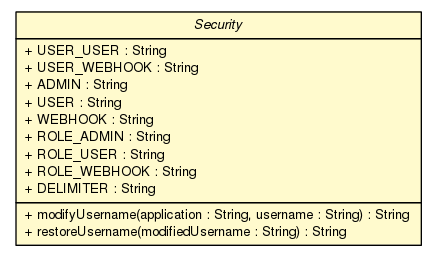 Security
+ USER_USER : String
+ USER_WEBHOOK : String
+ ADMIN : String
+ USER : String
+ WEBHOOK : String
+ ROLE_ADMIN : String
+ ROLE_USER : String
+ ROLE_WEBHOOK : String
+ DELIMITER : String
+ modifyUsername(application : String, username : String) : String
+ restoreUsername(modifiedUsername : String) : String